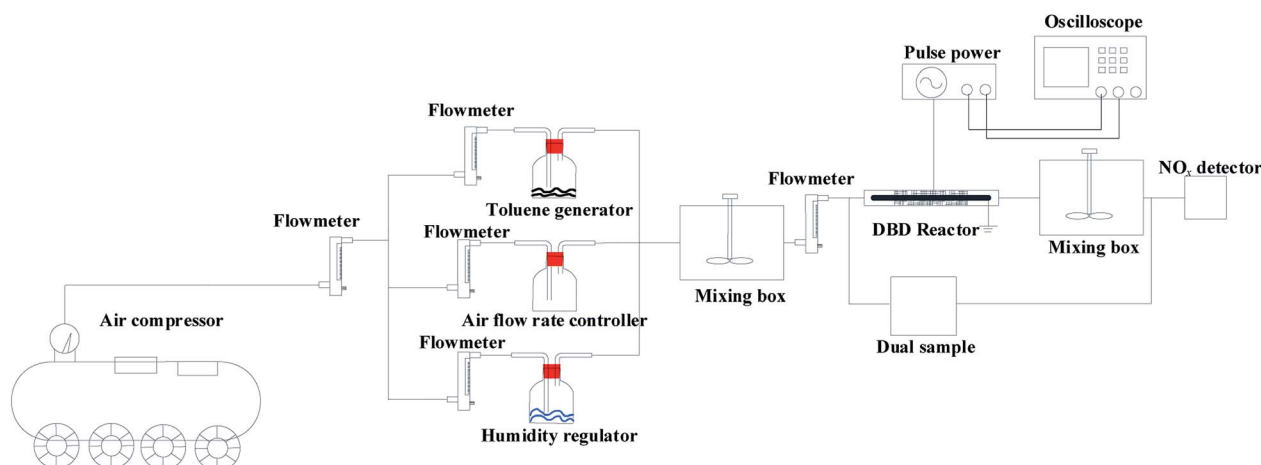 Oscilloscope
Pulse power
Flowmeter
Toluene generator
Flowmeter
Flowmeter
Air flow rate controller
Flowmeter
Humidity regulator
Air compressor
Mixing box
Flowmeter
DBD Reactor
Mixing box
NOₓ detector
Dual sample